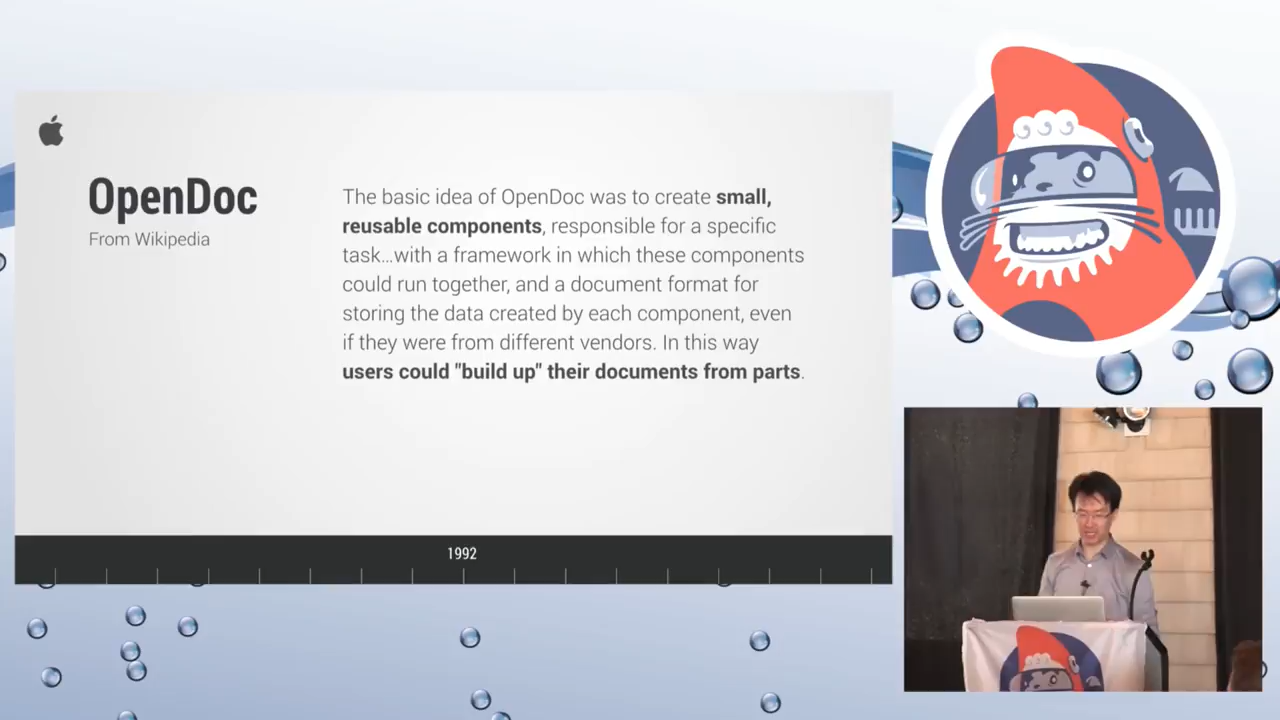 OpenDoc
From Wikipedia
The basic idea of OpenDoc was to create small,
reusable components, responsible for a specific
task…with a framework in which these components
could run together, and a document format for
storing the data created by each component, even
if they were from different vendors. In this way
users could "build up" their documents from parts.
1992